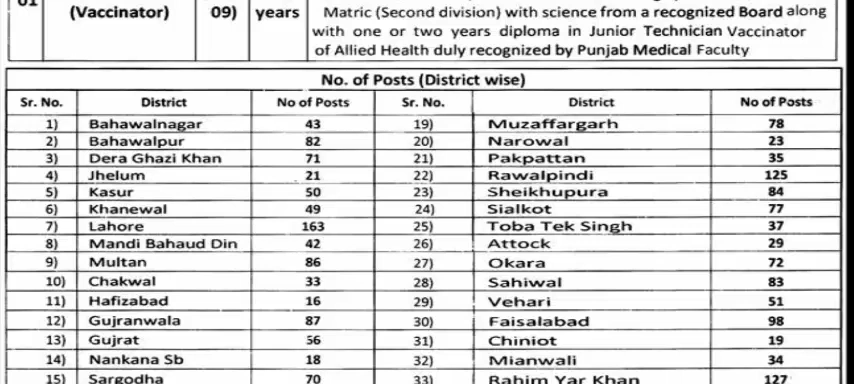 01 (Vaccinator) 09) years Matric (Second division) with science from a recognized Board along
with one or two years diploma in Junior Technician Vaccinator
of Allied Health duly recognized by Punjab Medical Faculty
No. of Posts (District wise)
Sr. No. District No of Posts Sr. No. District No of Posts
1) Bahawalnagar 43 19) Muzaffargarh 78
2) Bahawalpur 82 20) Narowal 23
3) Dera Ghazi Khan 71 21) Pakpattan 35
4) Jhelum 21 22) Rawalpindi 125
5) Kasur 50 23) Sheikhupura 84
6) Khanewal 49 24) Sialkot 77
7) Lahore 163 25) Toba Tek Singh 37
8) Mandi Bahaud Din 42 26) Attock 29
9) Multan 86 27) Okara 72
10) Chakwal 33 28) Sahiwal 83
11) Hafizabad 16 29) Vehari 51
12) Gujranwala 87 30) Faisalabad 98
13) Gujrat 56 31) Chiniot 19
14) Nankana Sb 18 32) Mianwali 34
15) Sargodha 70 33) Rahim Yar Khan 127